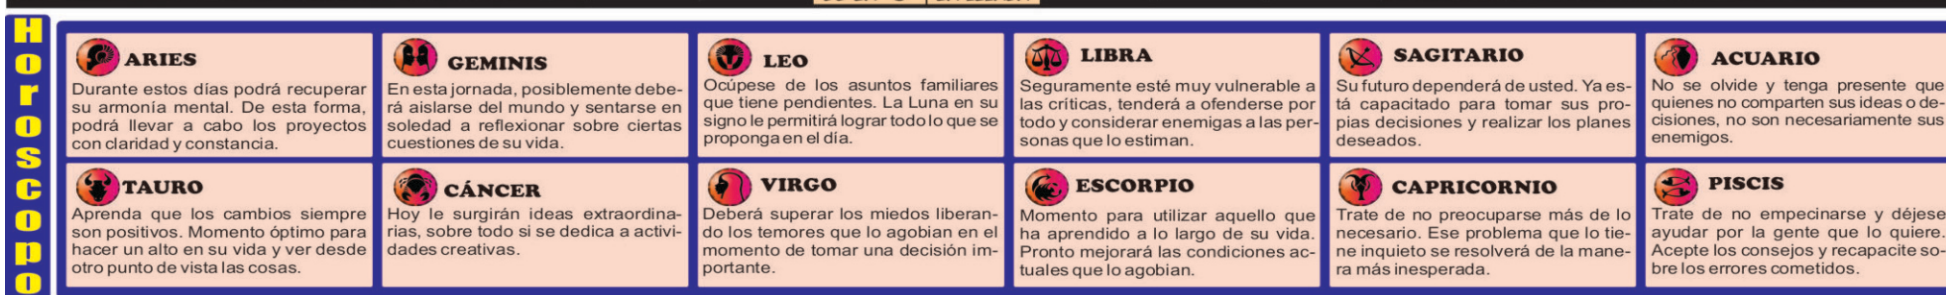 Horóscopo
ARIES
Durante estos días podrá recuperar
su armonía mental. De esta forma,
podrá llevar a cabo los proyectos
con claridad y constancia.
GEMINIS
En esta jornada, posiblemente debe-
rá aislarse del mundo y sentarse en
soledad a reflexionar sobre ciertas
cuestiones de su vida.
LEO
Ocúpese de los asuntos familiares
que tiene pendientes. La Luna en su
signo le permitirá lograr todo lo que se
proponga en el día.
LIBRA
Seguramente esté muy vulnerable a
las críticas, tenderá a ofenderse por
todo y considerar enemigas a las per-
sonas que lo estiman.
SAGITARIO
Su futuro dependerá de usted. Ya es-
tá capacitado para tomar sus pro-
pias decisiones y realizar los planes
deseados.
ACUARIO
No se olvide y tenga presente que
quienes no comparten sus ideas o de-
cisiones, no son necesariamente sus
enemigos.
TAURO
Aprenda que los cambios siempre
son positivos. Momento óptimo para
hacer un alto en su vida y ver desde
otro punto de vista las cosas.
CÁNCER
Hoy le surgirán ideas extraordina-
rias, sobre todo si se dedica a activi-
dades creativas.
VIRGO
Deberá superar los miedos liberan-
do los temores que lo agobian en el
momento de tomar una decisión im-
portante.
ESCORPIO
Momento para utilizar aquello que
ha aprendido a lo largo de su vida.
Pronto mejorará las condiciones ac-
tuales que lo agobian.
CAPRICORNIO
Trate de no preocuparse más de lo
necesario. Ese problema que lo tie-
ne inquieto se resolverá de la mane-
ra más inesperada.
PISCIS
Trate de no empecinarse y déjese
ayudar por la gente que lo quiere.
Acepte los consejos y recapacite so-
bre los errores cometidos.